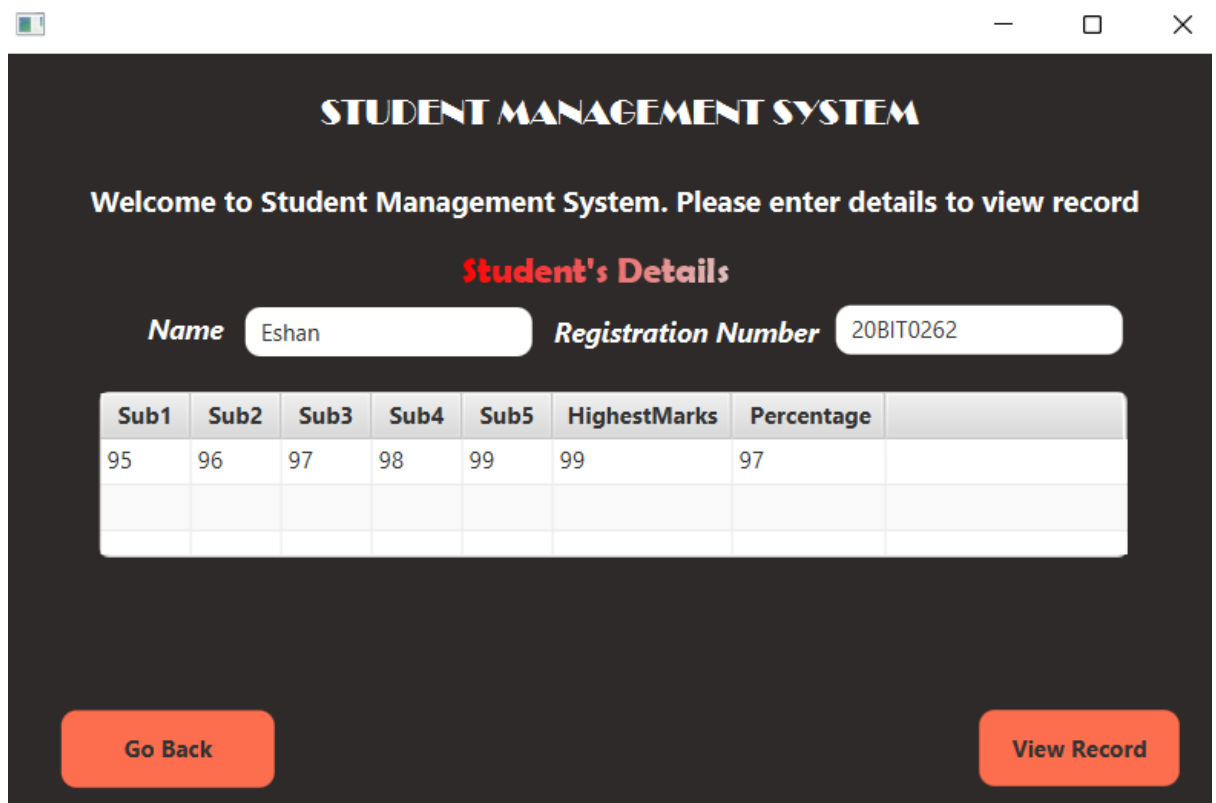 STUDENT MANAGEMENT SYSTEM
Welcome to Student Management System. Please enter details to view record
Student's Details
Name Eshan Registration Number 20BIT0262
Sub1 Sub2 Sub3 Sub4 Sub5 HighestMarks Percentage
95 96 97 98 99 99 97
Go Back View Record